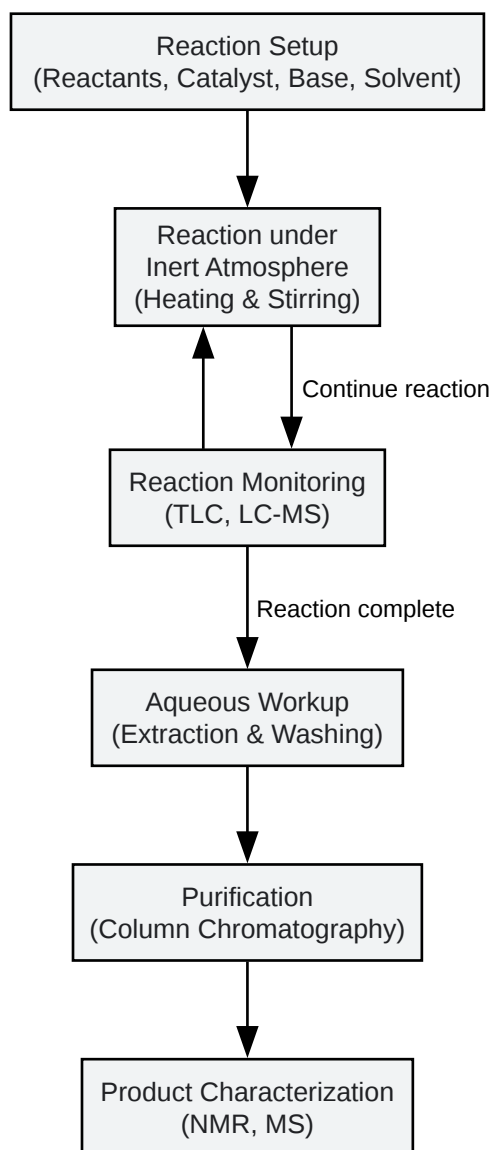 Reaction Setup
(Reactants, Catalyst, Base, Solvent)
Reaction under
Inert Atmosphere
(Heating & Stirring)
Continue reaction
Reaction Monitoring
(TLC, LC-MS)
Reaction complete
Aqueous Workup
(Extraction & Washing)
Purification
(Column Chromatography)
Product Characterization
(NMR, MS)